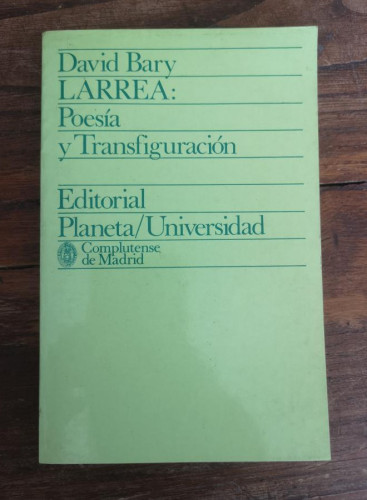 David Bary
LARREA:
Poesía
y Transfiguración
Editorial
Planeta/Universidad
Complutense
de Madrid